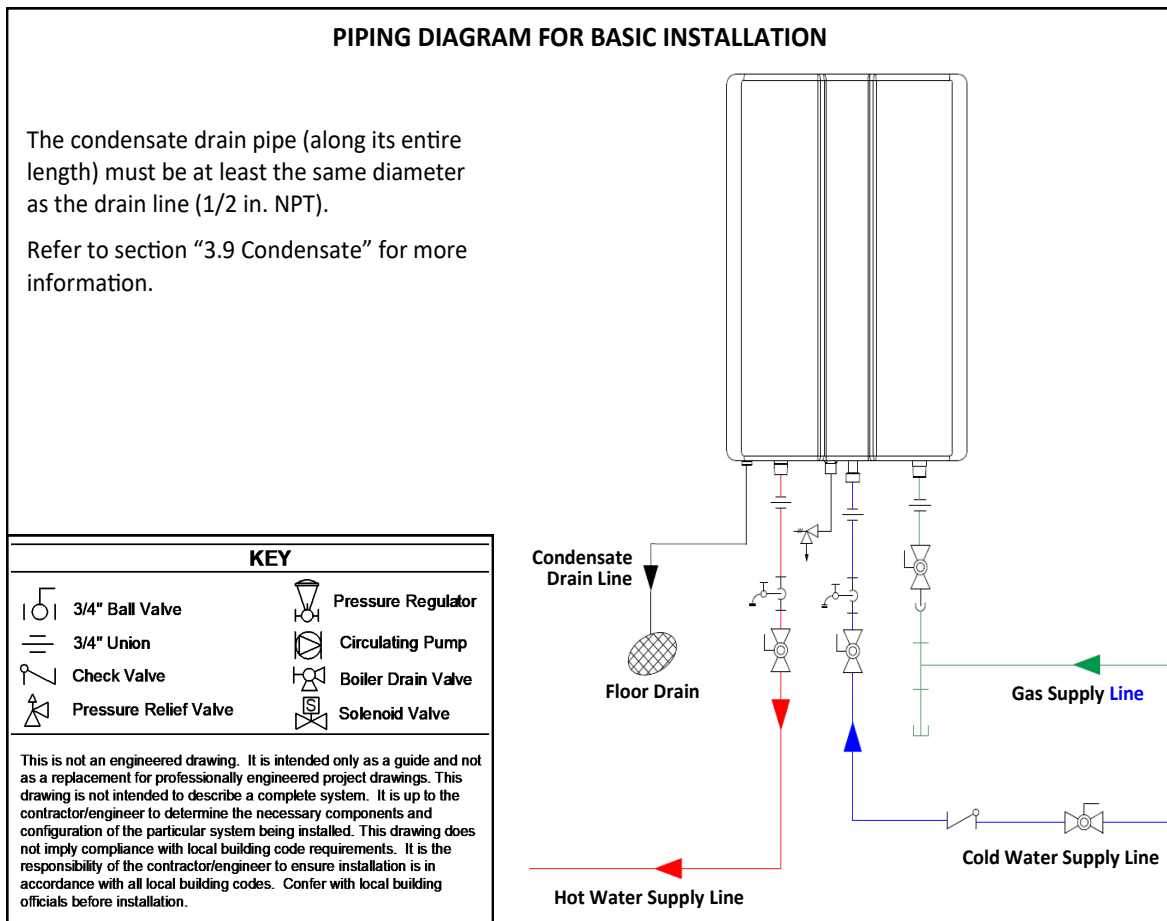 PIPING DIAGRAM FOR BASIC INSTALLATION
The condensate drain pipe (along its entire
length) must be at least the same diameter
as the drain line (1/2 in. NPT).
Refer to section “3.9 Condensate” for more
information.
KEY
3/4" Ball Valve
3/4" Union
Check Valve
Pressure Relief Valve
Pressure Regulator
Circulating Pump
Boiler Drain Valve
S
Solenoid Valve
This is not an engineered drawing. It is intended only as a guide and not
as a replacement for professionally engineered project drawings. This
drawing is not intended to describe a complete system. It is up to the
contractor/engineer to determine the necessary components and
configuration of the particular system being installed. This drawing does
not imply compliance with local building code requirements. It is the
responsibility of the contractor/engineer to ensure installation is in
accordance with all local building codes. Confer with local building
officials before installation.
Condensate
Drain Line
Floor Drain
Gas Supply Line
Cold Water Supply Line
Hot Water Supply Line